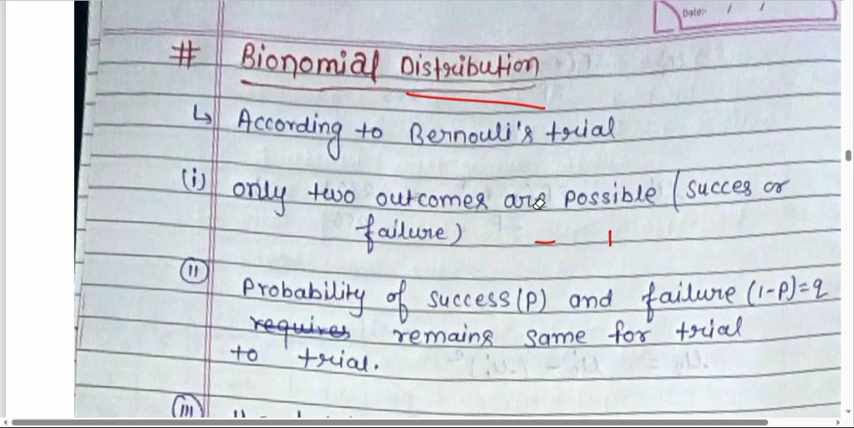 Date:- / /
# Bionomial Distribution
↳ According to Bernouli's trial
(i) only two outcomes are possible (succes or
failure)
(ii) Probability of success (P) and failure (1-P)=q
requires remains same for trial
to trial.
(iii)